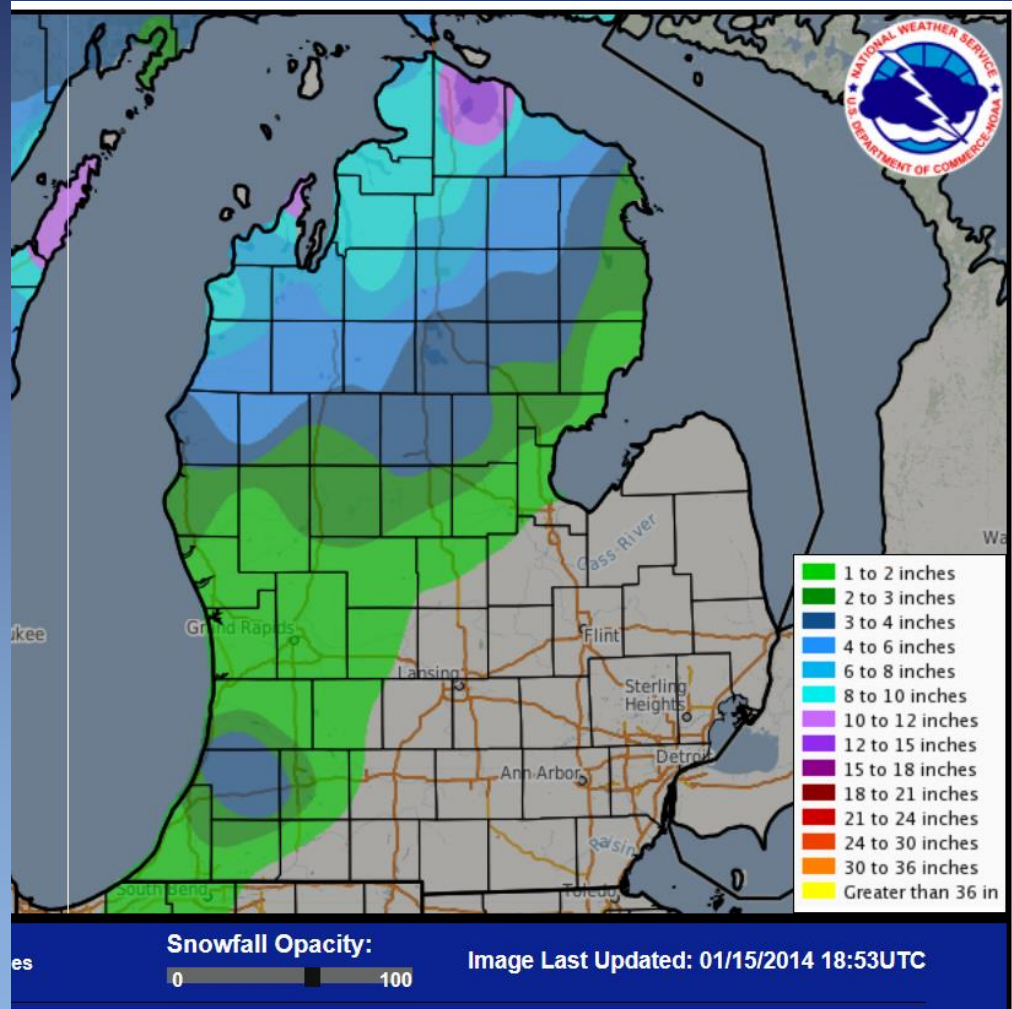 NATIONAL WEATHER SERVICE
U.S. DEPARTMENT OF COMMERCE-NOAA
Wa
Cass River
ukee
Grand Rapids
Flint
Lansing
Sterling
Heights
Detroit
Ann Arbor
Raisin
South Bend
Toledo
1 to 2 inches
2 to 3 inches
3 to 4 inches
4 to 6 inches
6 to 8 inches
8 to 10 inches
10 to 12 inches
12 to 15 inches
15 to 18 inches
18 to 21 inches
21 to 24 inches
24 to 30 inches
30 to 36 inches
Greater than 36 in
es
Snowfall Opacity:
0 100
Image Last Updated: 01/15/2014 18:53UTC